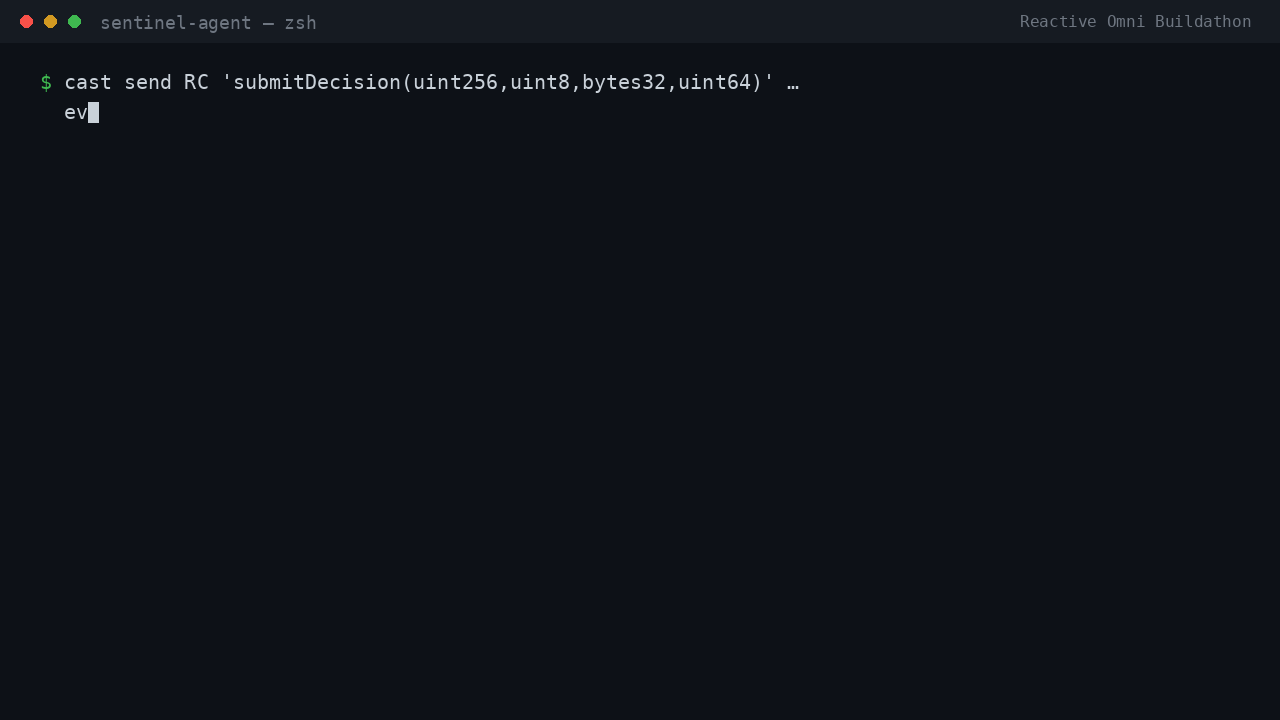 sentinel-agent — zsh
Reactive Omni Buildathon
$ cast send RC 'submitDecision(uint256,uint8,bytes32,uint64)' …
ev